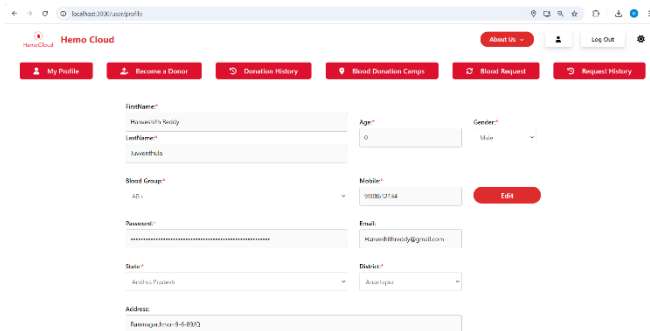 localhost:3000/user/profile
HemoCloud
Hemo Cloud
About Us
Log Out
My Profile
Become a Donor
Donation History
Blood Donation Camps
Blood Request
Request History
FirstName:*
Reddy
Age:*
0
Gender:*
Male
LastName:*
Blood Group:*
Mobile:*
Edit
Password:*
Email:
State:*
Andhra Pradesh
District:*
Anantapur
Address: